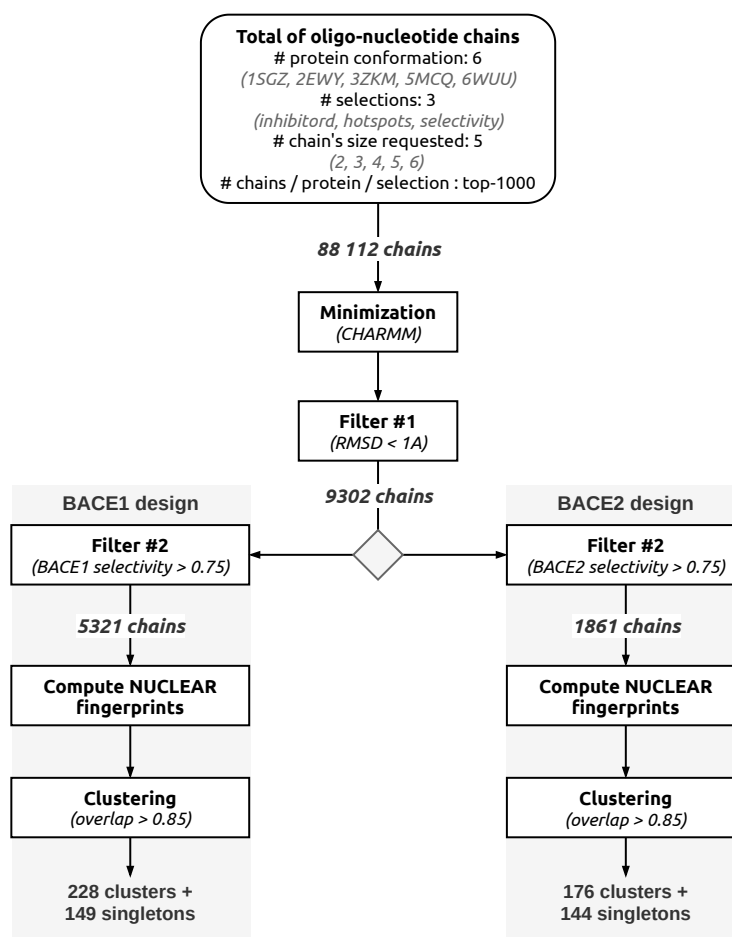 Total of oligo-nucleotide chains
# protein conformation: 6
(1SGZ, 2EWY, 3ZKM, 5MCQ, 6WUU)
# selections: 3
(inhibitord, hotspots, selectivity)
# chain's size requested: 5
(2, 3, 4, 5, 6)
# chains / protein / selection : top-1000
88 112 chains
Minimization
(CHARMM)
Filter #1
(RMSD < 1A)
9302 chains
BACE1 design
Filter #2
(BACE1 selectivity > 0.75)
5321 chains
Compute NUCLEAR
fingerprints
Clustering
(overlap > 0.85)
228 clusters +
149 singletons
BACE2 design
Filter #2
(BACE2 selectivity > 0.75)
1861 chains
Compute NUCLEAR
fingerprints
Clustering
(overlap > 0.85)
176 clusters +
144 singletons